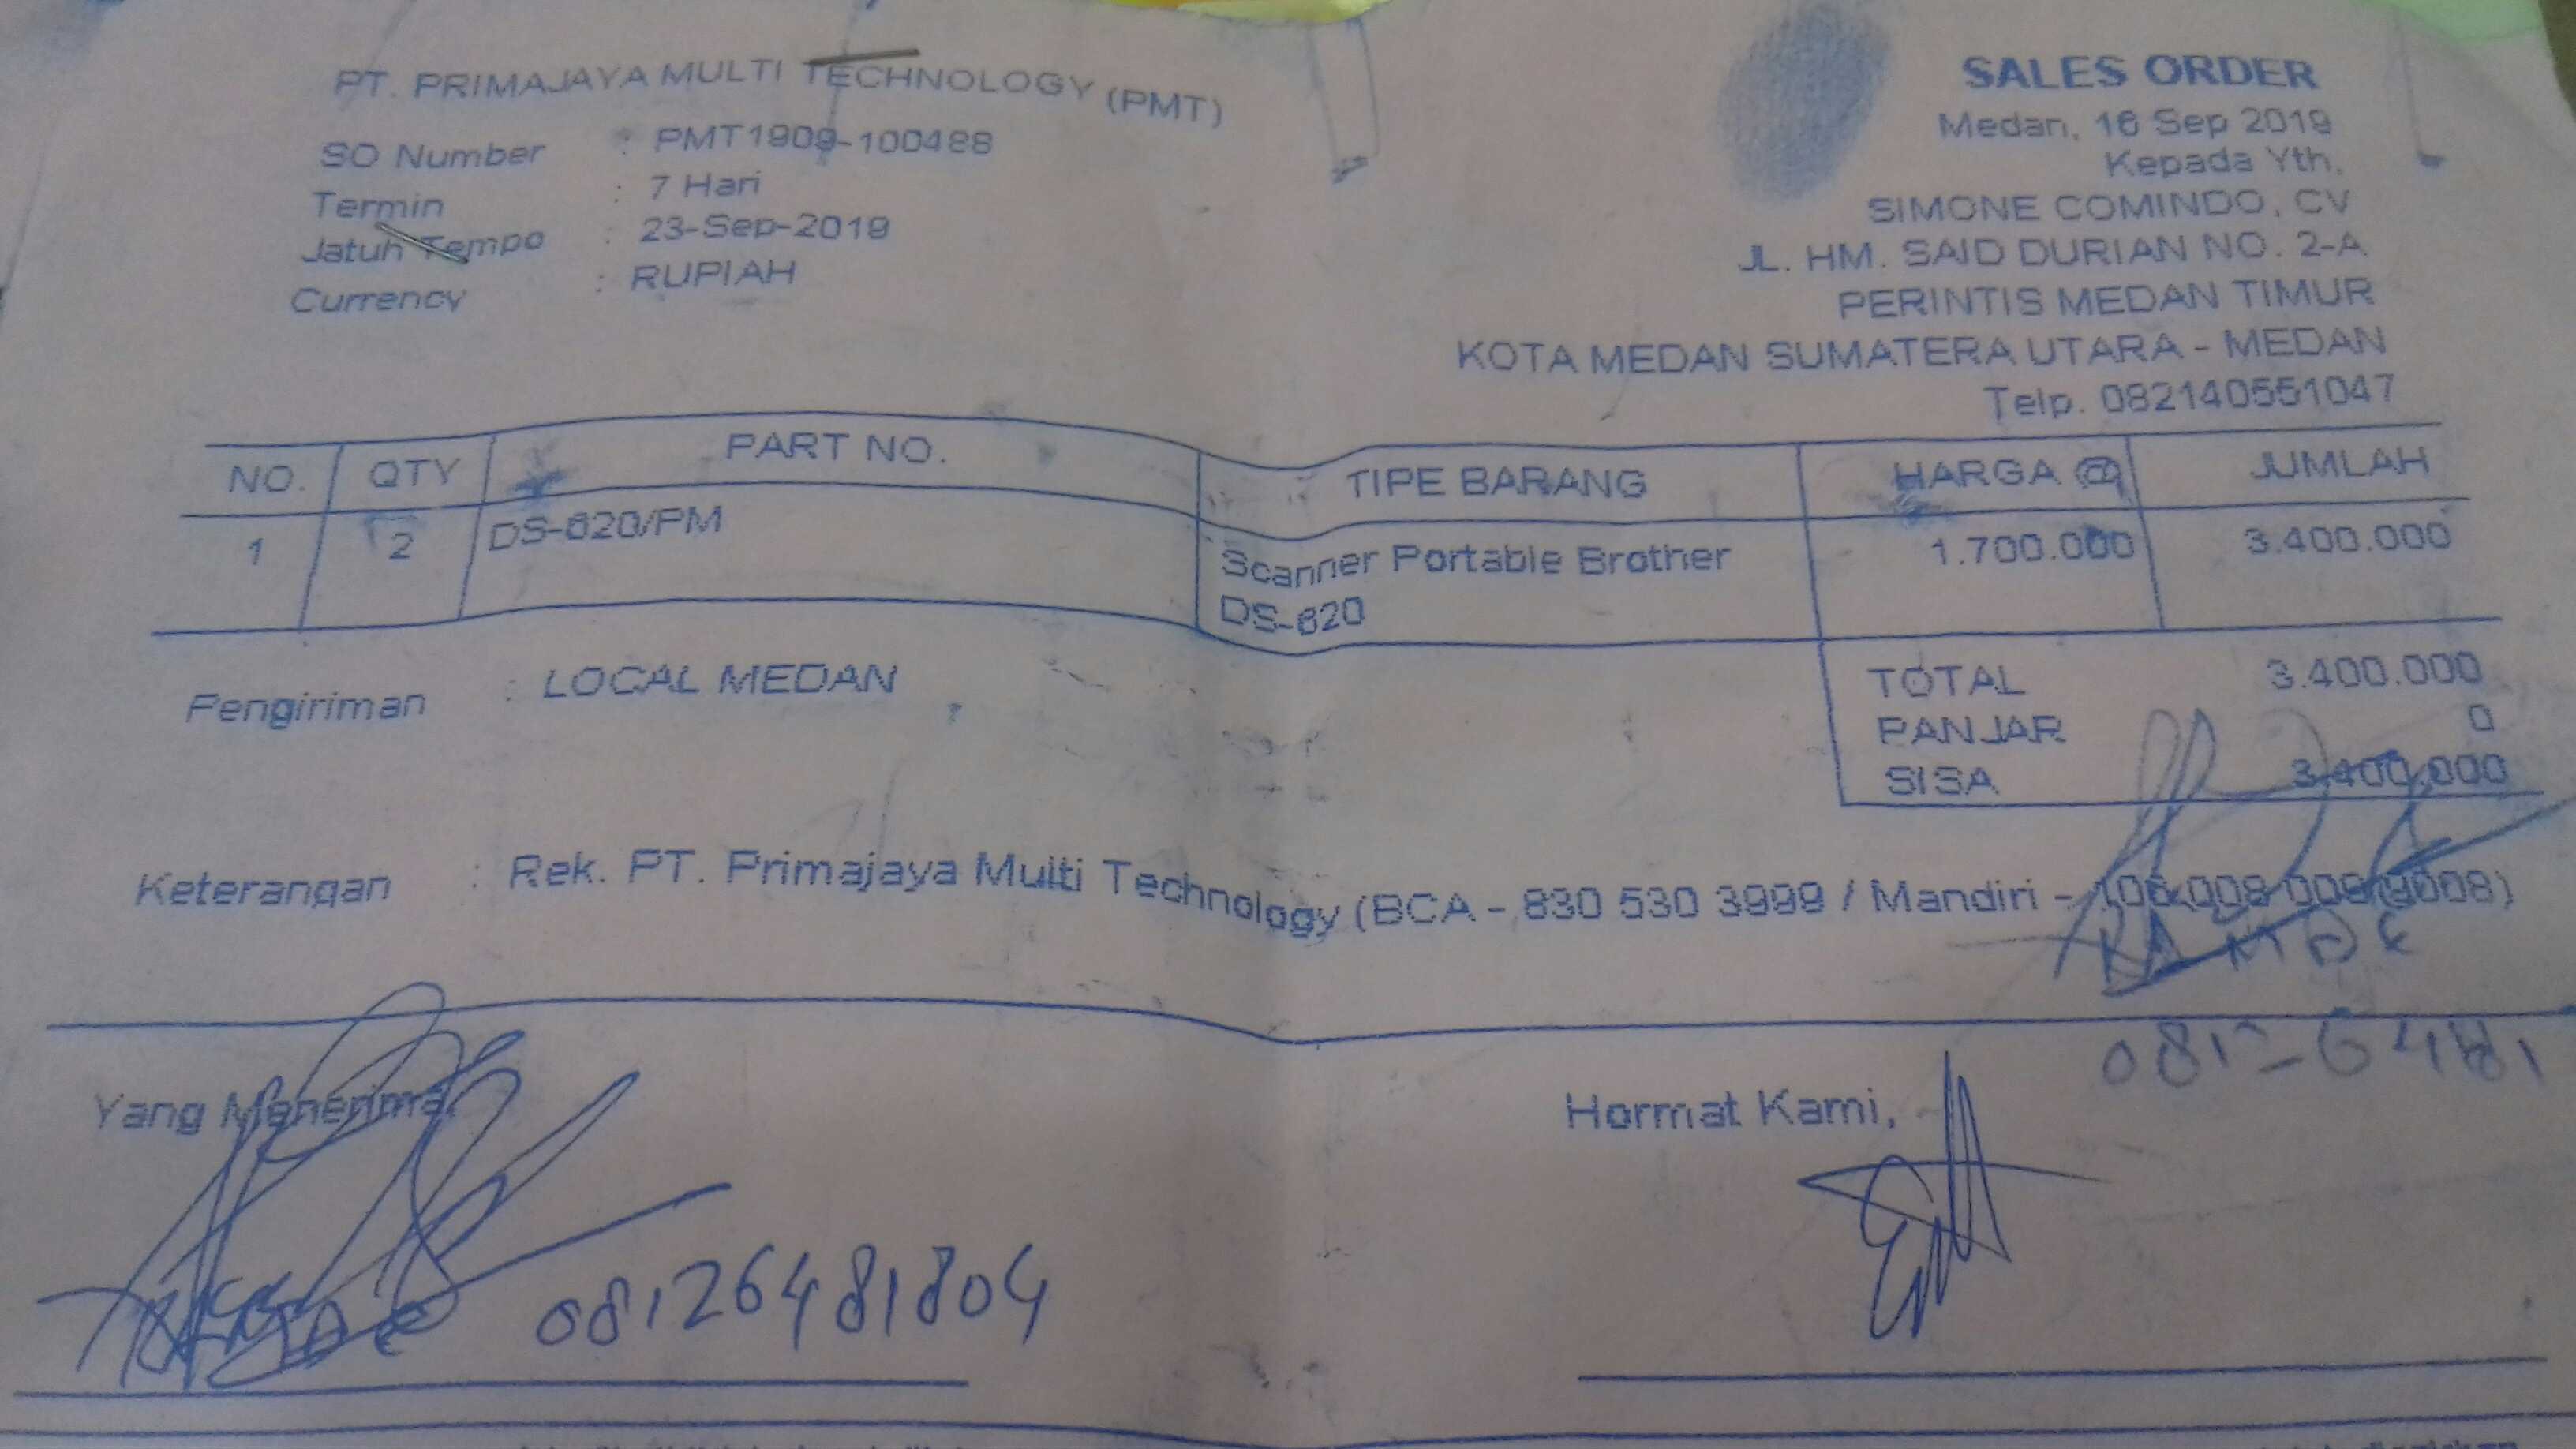 PT. PRIMAJAYA MULTI TECHNOLOGY (PMT)
SO Number : PMT1909-100488
Termin : 7 Hari
Jatuh Tempo : 23-Sep-2019
Currency : RUPIAH
SALES ORDER
Medan, 16 Sep 2019
Kepada Yth,
SIMONE COMINDO, CV
JL. HM. SAID DURIAN NO. 2-A
PERINTIS MEDAN TIMUR
KOTA MEDAN SUMATERA UTARA - MEDAN
Telp. 082140551047
NO. QTY PART NO. TIPE BARANG HARGA @ JUMLAH
1 2 DS-620/PM Scanner Portable Brother 1.700.000 3.400.000
DS-620
Pengiriman : LOCAL MEDAN
TOTAL 3.400.000
PANJAR 0
SISA 3.400.000
Keterangan : Rek. PT. Primajaya Multi Technology (BCA - 830 530 3999 / Mandiri -
Yang Menerima,
Hormat Kami,
08126481804